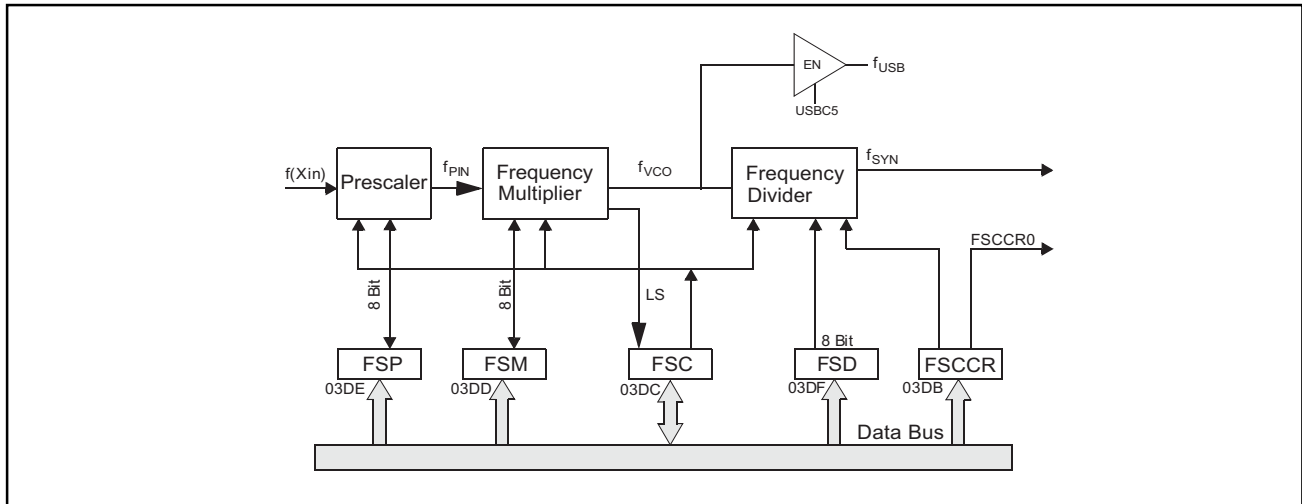 EN
fUSB
USBC5
f(Xin)
Prescaler
fPIN
Frequency
Multiplier
fVCO
Frequency
Divider
fSYN
FSCCR0
8 Bit
8 Bit
LS
8 Bit
FSP
FSM
FSC
FSD
FSCCR
03DE
03DD
03DC
03DF
03DB
Data Bus